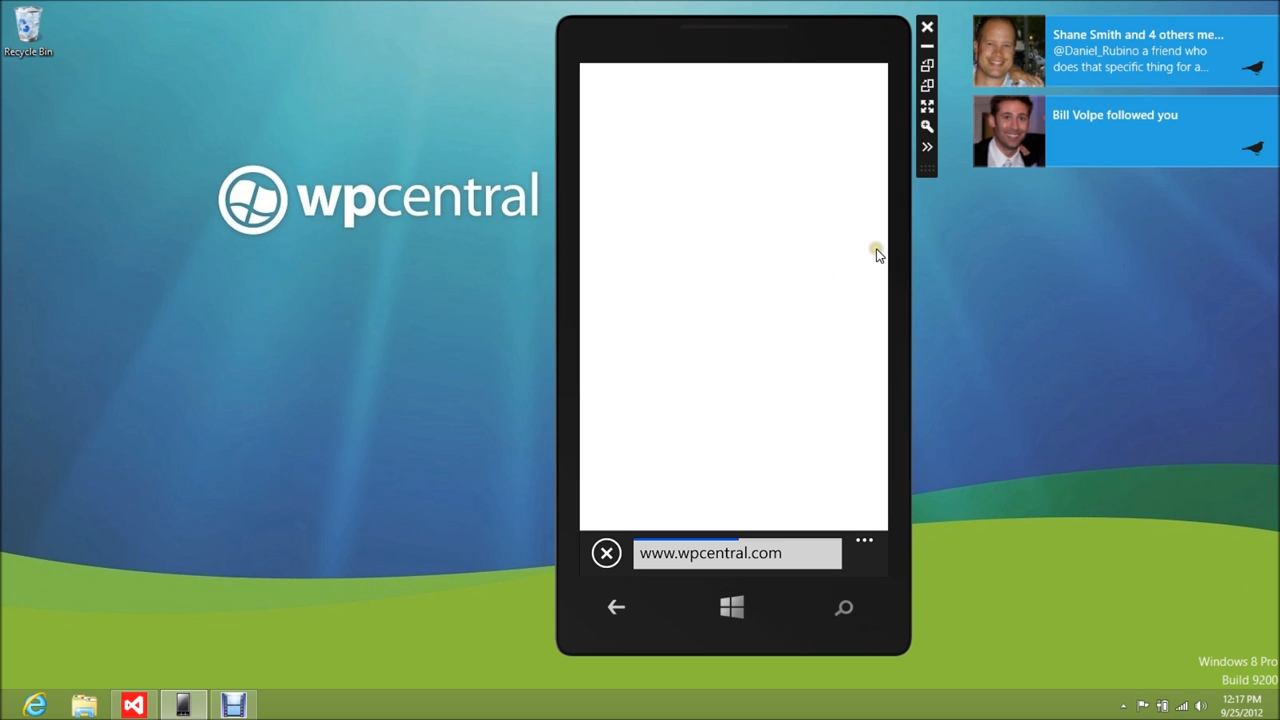 Recycle Bin
wpcentral
www.wpcentral.com
Shane Smith and 4 others me...
@Daniel_Rubino a friend who
does that specific thing for a...
Bill Volpe followed you
Windows 8 Pro
Build 9200
12:17 PM
9/25/2012